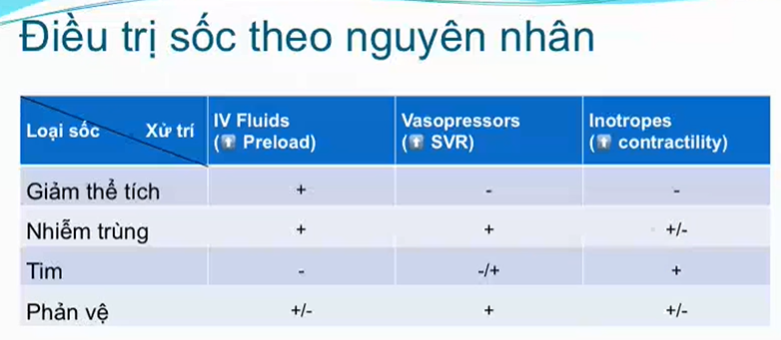 Điều trị sốc theo nguyên nhân
Loại sốc Xử trí IV Fluids Vasopressors Inotropes
(⬆ Preload) (⬆ SVR) (⬆ contractility)
Giảm thể tích + - -
Nhiễm trùng + + +/-
Tim - -/+ +
Phản vệ +/- + +/-